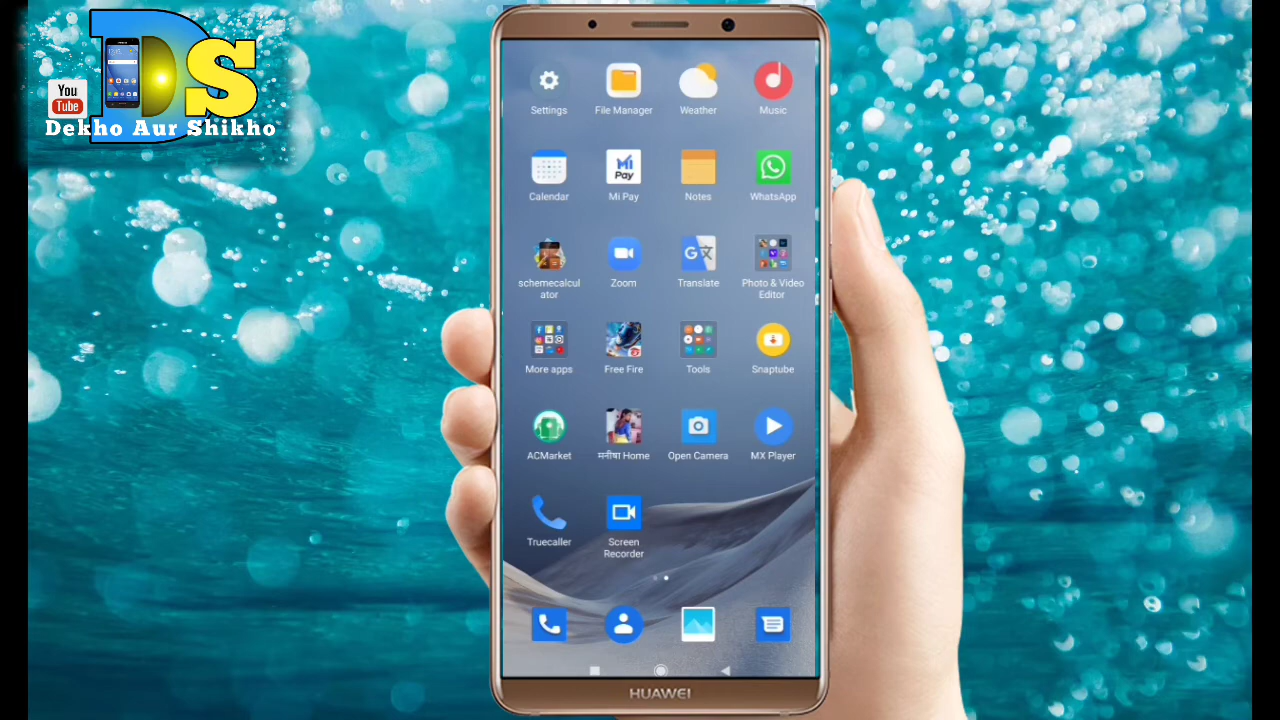 DS
You
Tube
Dekho Aur Shikho
Settings
File Manager
Weather
Music
Calendar
Mi
Pay
Mi Pay
Notes
WhatsApp
schemecalcul
ator
Zoom
G文
Translate
Photo & Video
Editor
More apps
Free Fire
Tools
Snaptube
ACMarket
मनीषा Home
Open Camera
MX Player
Truecaller
Screen
Recorder
HUAWEI